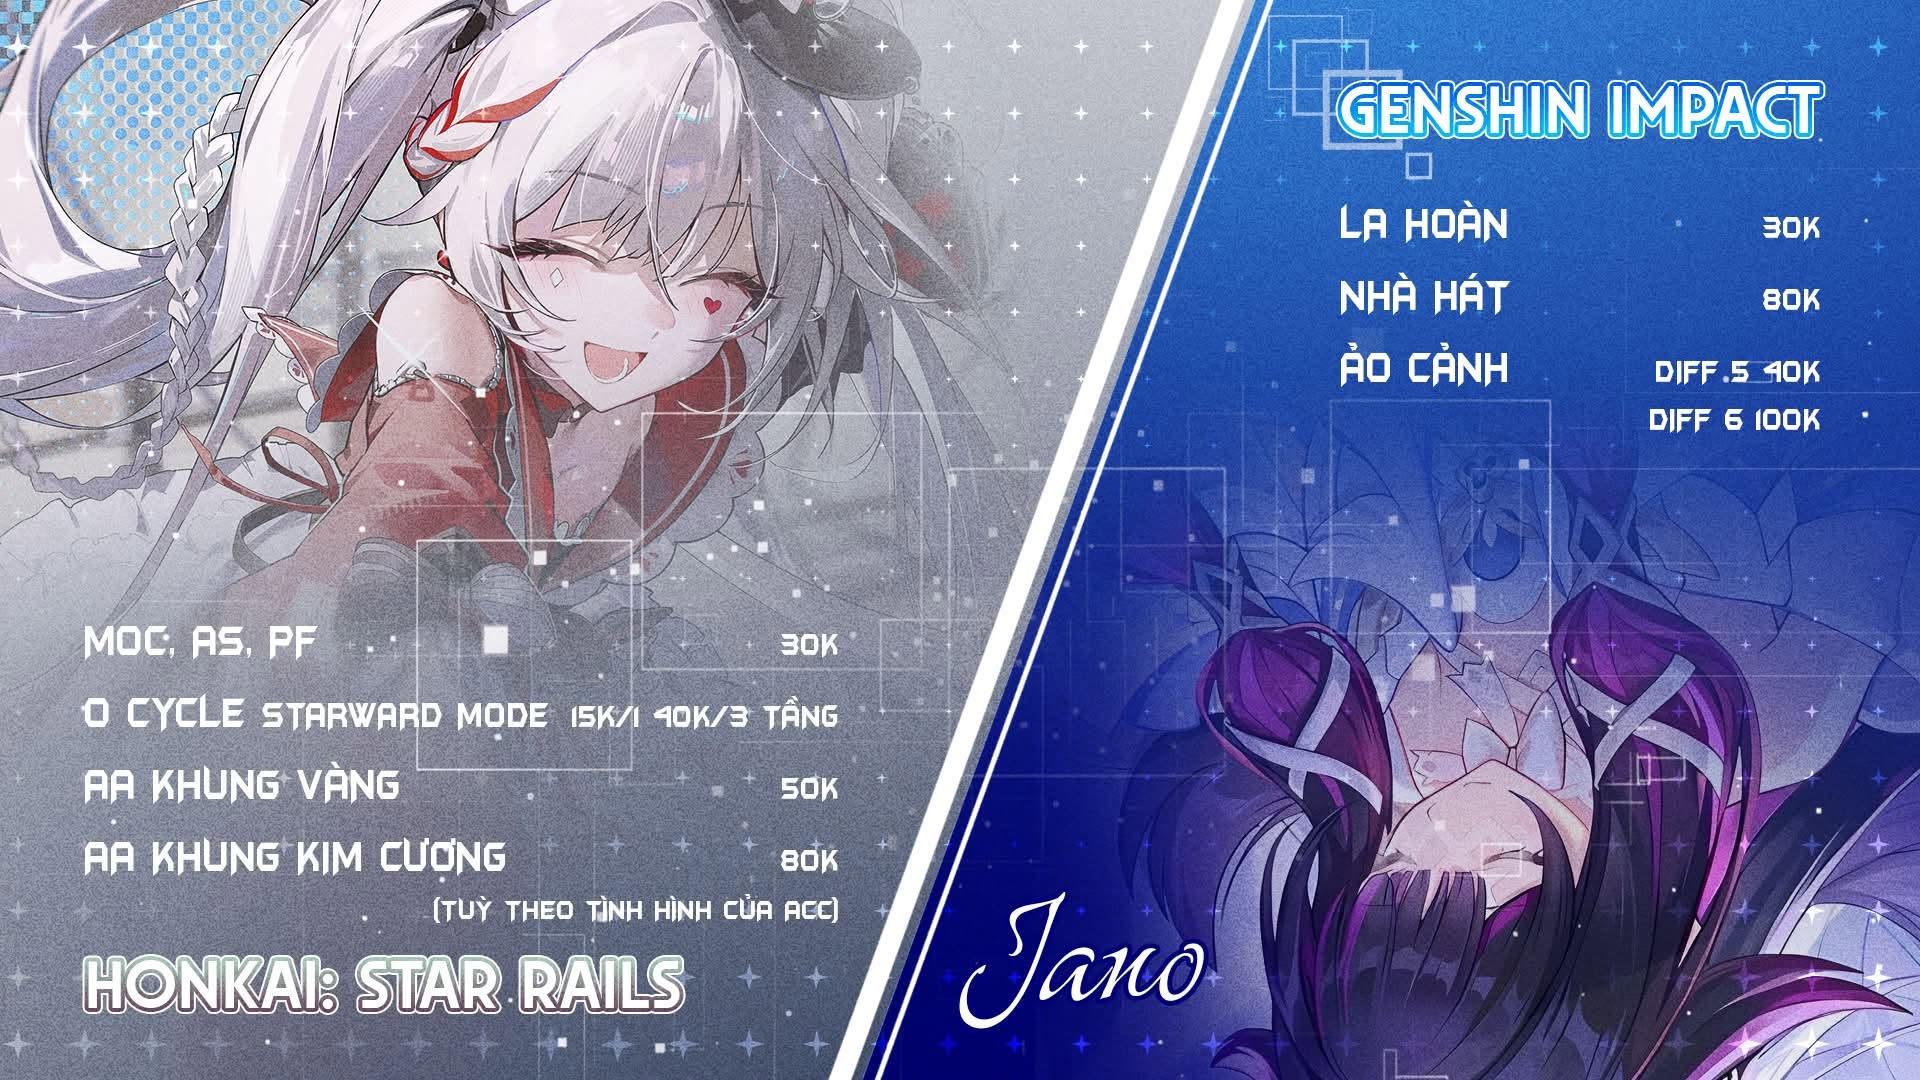 GENSHIN IMPACT
LA HOÀN 30K
NHÀ HÁT 80K
ẢO CẢNH DIFF 5 40K
DIFF 6 100K
MOC, AS, PF 30K
0 CYCLE STARWARD MODE 15K/1 40K/3 TẦNG
AA KHUNG VÀNG 50K
AA KHUNG KIM CƯƠNG 80K
(TUỲ THEO TÌNH HÌNH CỦA ACC)
HONKAI: STAR RAILS
Jano